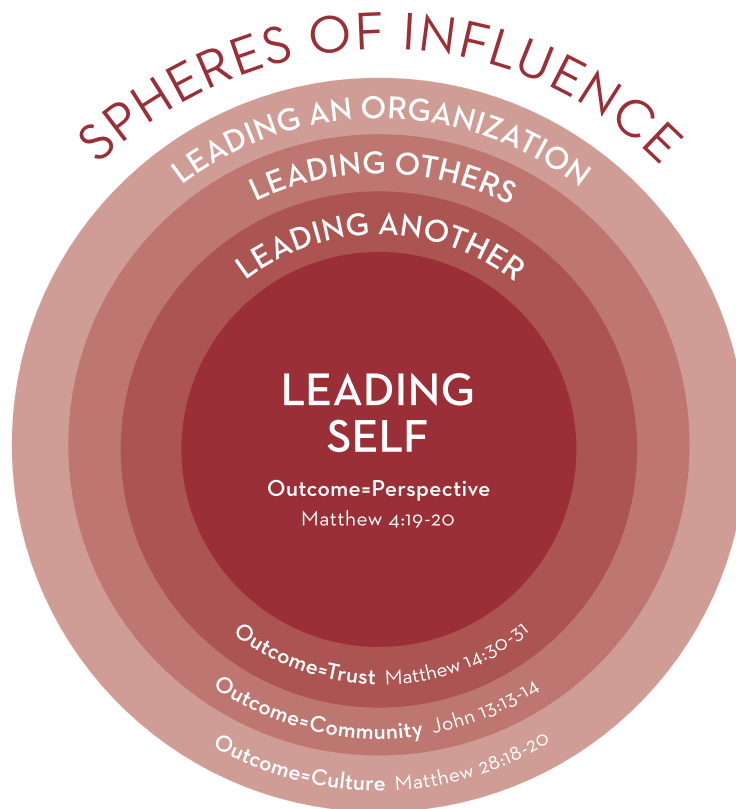 SPHERES OF INFLUENCE
LEADING AN ORGANIZATION
LEADING OTHERS
LEADING ANOTHER
LEADING
SELF
Outcome=Perspective
Matthew 4:19-20
Outcome=Trust Matthew 14:30-31
Outcome=Community John 13:13-14
Outcome=Culture Matthew 28:18-20